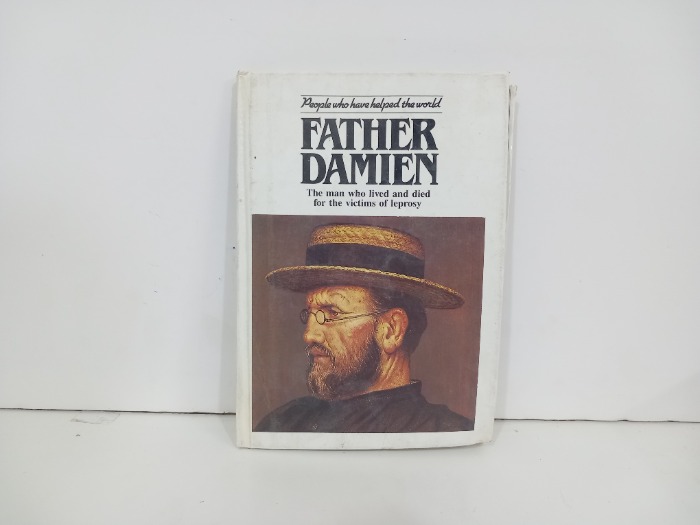 People who have helped the world
FATHER
DAMIEN
The man who lived and died
for the victims of leprosy